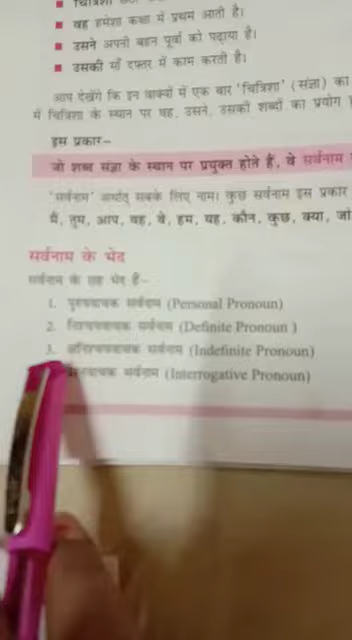 वह हमेशा कक्षा में प्रथम आती है।
उसने अपनी बहन पूर्वा को पढ़ाया है।
उसकी माँ दफ्तर में काम करती है।
आप देखेंगे कि इन वाक्यों में एक बार 'चित्रिशा' (संज्ञा) का
में चित्रिशा के स्थान पर वह, उसने, उसकी शब्दों का प्रयोग
इस प्रकार–
जो शब्द संज्ञा के स्थान पर प्रयुक्त होते हैं, वे सर्वनाम
'सर्वनाम' अर्थात् सबके लिए नाम। कुछ सर्वनाम इस प्रकार
मैं, तुम, आप, वह, वे, हम, यह, कौन, कुछ, क्या, जो
सर्वनाम के भेद
सर्वनाम के छह भेद हैं–
1. पुरुषवाचक सर्वनाम (Personal Pronoun)
2. निश्चयवाचक सर्वनाम (Definite Pronoun )
3. अनिश्चयवाचक सर्वनाम (Indefinite Pronoun)
सर्वनाम (Interrogative Pronoun)